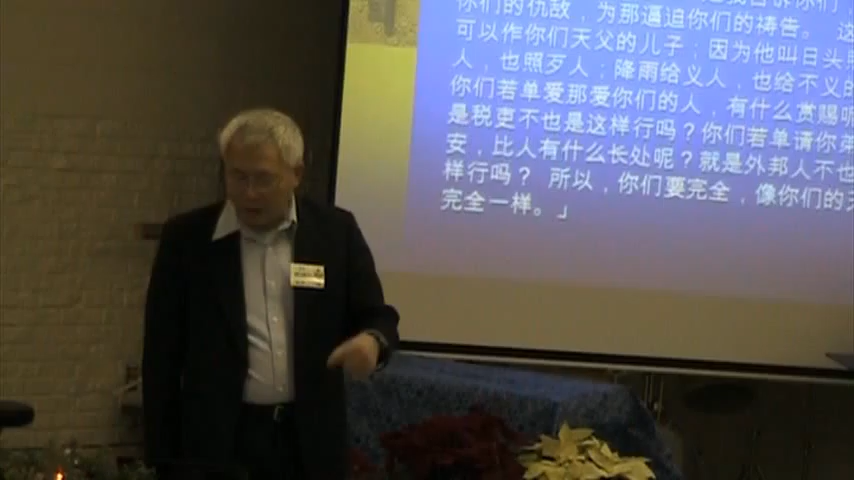 你们的仇敌，为那逼迫你们的祷告。 这
可以作你们天父的儿子；因为他叫日头照
人，也照歹人；降雨给义人，也给不义的
你们若单爱那爱你们的人，有什么赏赐呢
是税吏不也是这样行吗？你们若单请你弟
安，比人有什么长处呢？就是外邦人不也
样行吗？ 所以，你们要完全，像你们的天
完全一样。」